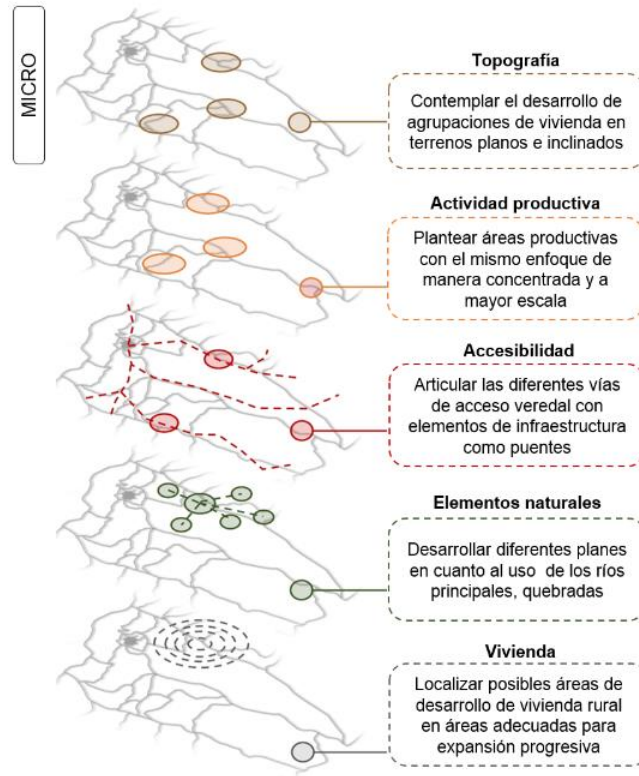 MICRO
Topografía
Contemplar el desarrollo de
agrupaciones de vivienda en
terrenos planos e inclinados
Actividad productiva
Plantear áreas productivas
con el mismo enfoque de
manera concentrada y a
mayor escala
Accesibilidad
Articular las diferentes vías
de acceso veredal con
elementos de infraestructura
como puentes
Elementos naturales
Desarrollar diferentes planes
en cuanto al uso de los ríos
principales, quebradas
Vivienda
Localizar posibles áreas de
desarrollo de vivienda rural
en áreas adecuadas para
expansión progresiva